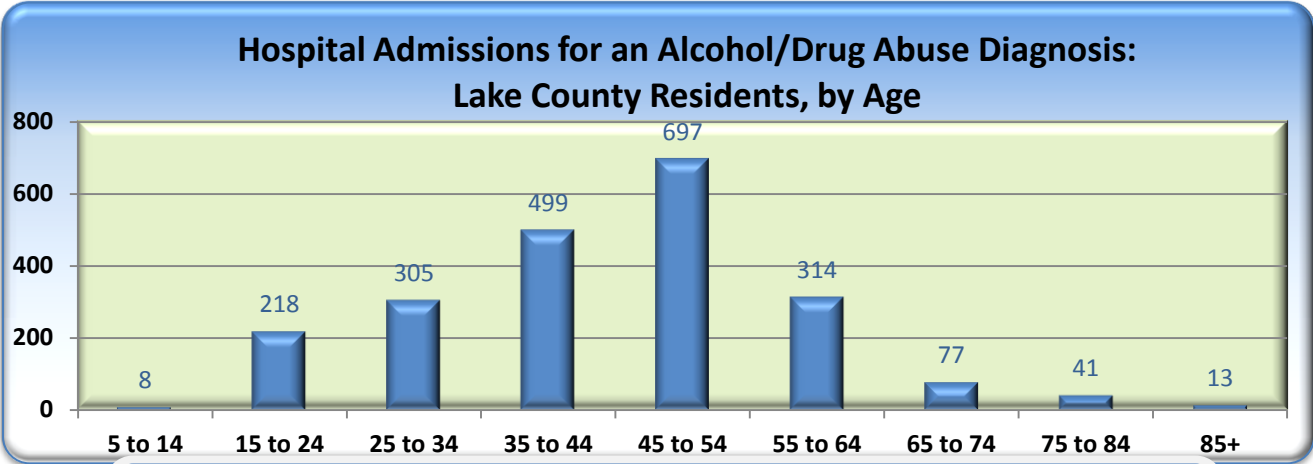 Hospital Admissions for an Alcohol/Drug Abuse Diagnosis:
Lake County Residents, by Age
800
600
400
200
0
8
218
305
499
697
314
77
41
13
5 to 14
15 to 24
25 to 34
35 to 44
45 to 54
55 to 64
65 to 74
75 to 84
85+